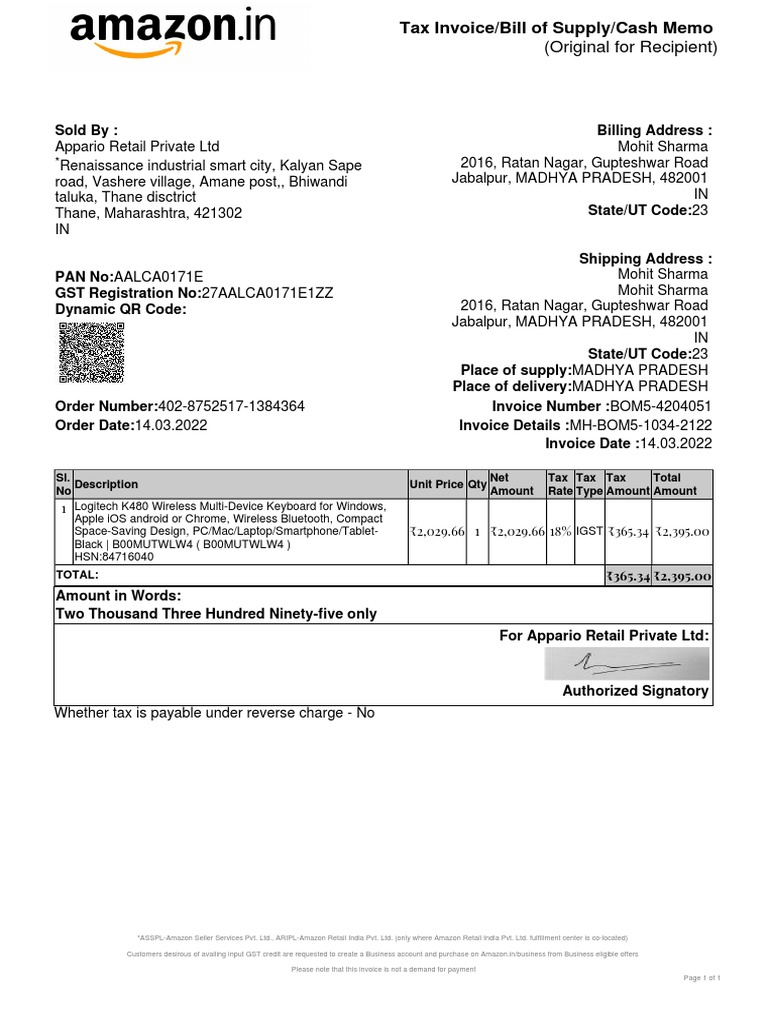 amazon.in
Tax Invoice/Bill of Supply/Cash Memo
(Original for Recipient)
Sold By :
Appario Retail Private Ltd
*Renaissance industrial smart city, Kalyan Sape
road, Vashere village, Amane post,, Bhiwandi
taluka, Thane disctrict
Thane, Maharashtra, 421302
IN
Billing Address :
Mohit Sharma
2016, Ratan Nagar, Gupteshwar Road
Jabalpur, MADHYA PRADESH, 482001
IN
State/UT Code:23
PAN No:AALCA0171E
GST Registration No:27AALCA0171E1ZZ
Dynamic QR Code:
Shipping Address :
Mohit Sharma
Mohit Sharma
2016, Ratan Nagar, Gupteshwar Road
Jabalpur, MADHYA PRADESH, 482001
IN
State/UT Code:23
Place of supply:MADHYA PRADESH
Place of delivery:MADHYA PRADESH
Order Number:402-8752517-1384364
Order Date:14.03.2022
Invoice Number :BOM5-4204051
Invoice Details :MH-BOM5-1034-2122
Invoice Date :14.03.2022
Sl. No Description Unit Price Qty Net Amount Tax Rate Tax Type Tax Amount Total Amount
1 Logitech K480 Wireless Multi-Device Keyboard for Windows,
Apple iOS android or Chrome, Wireless Bluetooth, Compact
Space-Saving Design, PC/Mac/Laptop/Smartphone/Tablet-
Black | B00MUTWLW4 ( B00MUTWLW4 )
HSN:84716040
₹2,029.66 1 ₹2,029.66 18% IGST ₹365.34 ₹2,395.00
TOTAL: ₹365.34 ₹2,395.00
Amount in Words:
Two Thousand Three Hundred Ninety-five only
For Appario Retail Private Ltd:
Authorized Signatory
Whether tax is payable under reverse charge - No
*ASSPL-Amazon Seller Services Pvt. Ltd., ARIPL-Amazon Retail India Pvt. Ltd. (only where Amazon Retail India Pvt. Ltd. fulfillment center is co-located)
Customers desirous of availing input GST credit are requested to create a Business account and purchase on Amazon.in/business from Business eligible offers
Please note that this invoice is not a demand for payment
Page 1 of 1